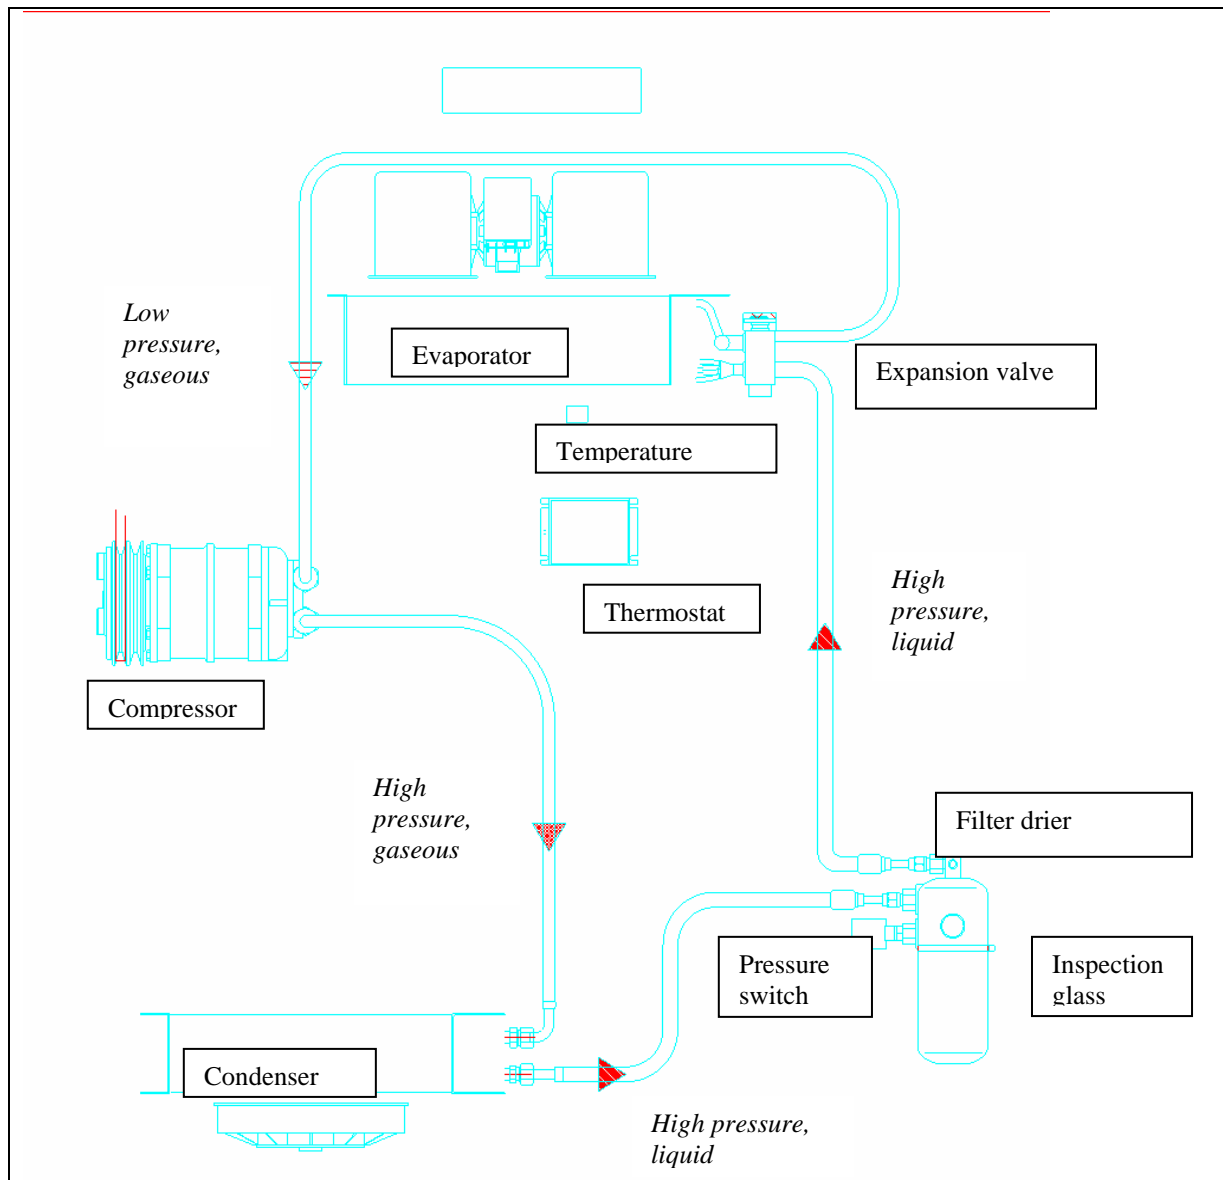 Low
pressure,
gaseous
Evaporator
Expansion valve
Temperature
Thermostat
High
pressure,
liquid
Compressor
High
pressure,
gaseous
Filter drier
Pressure
switch
Inspection
glass
Condenser
High pressure,
liquid